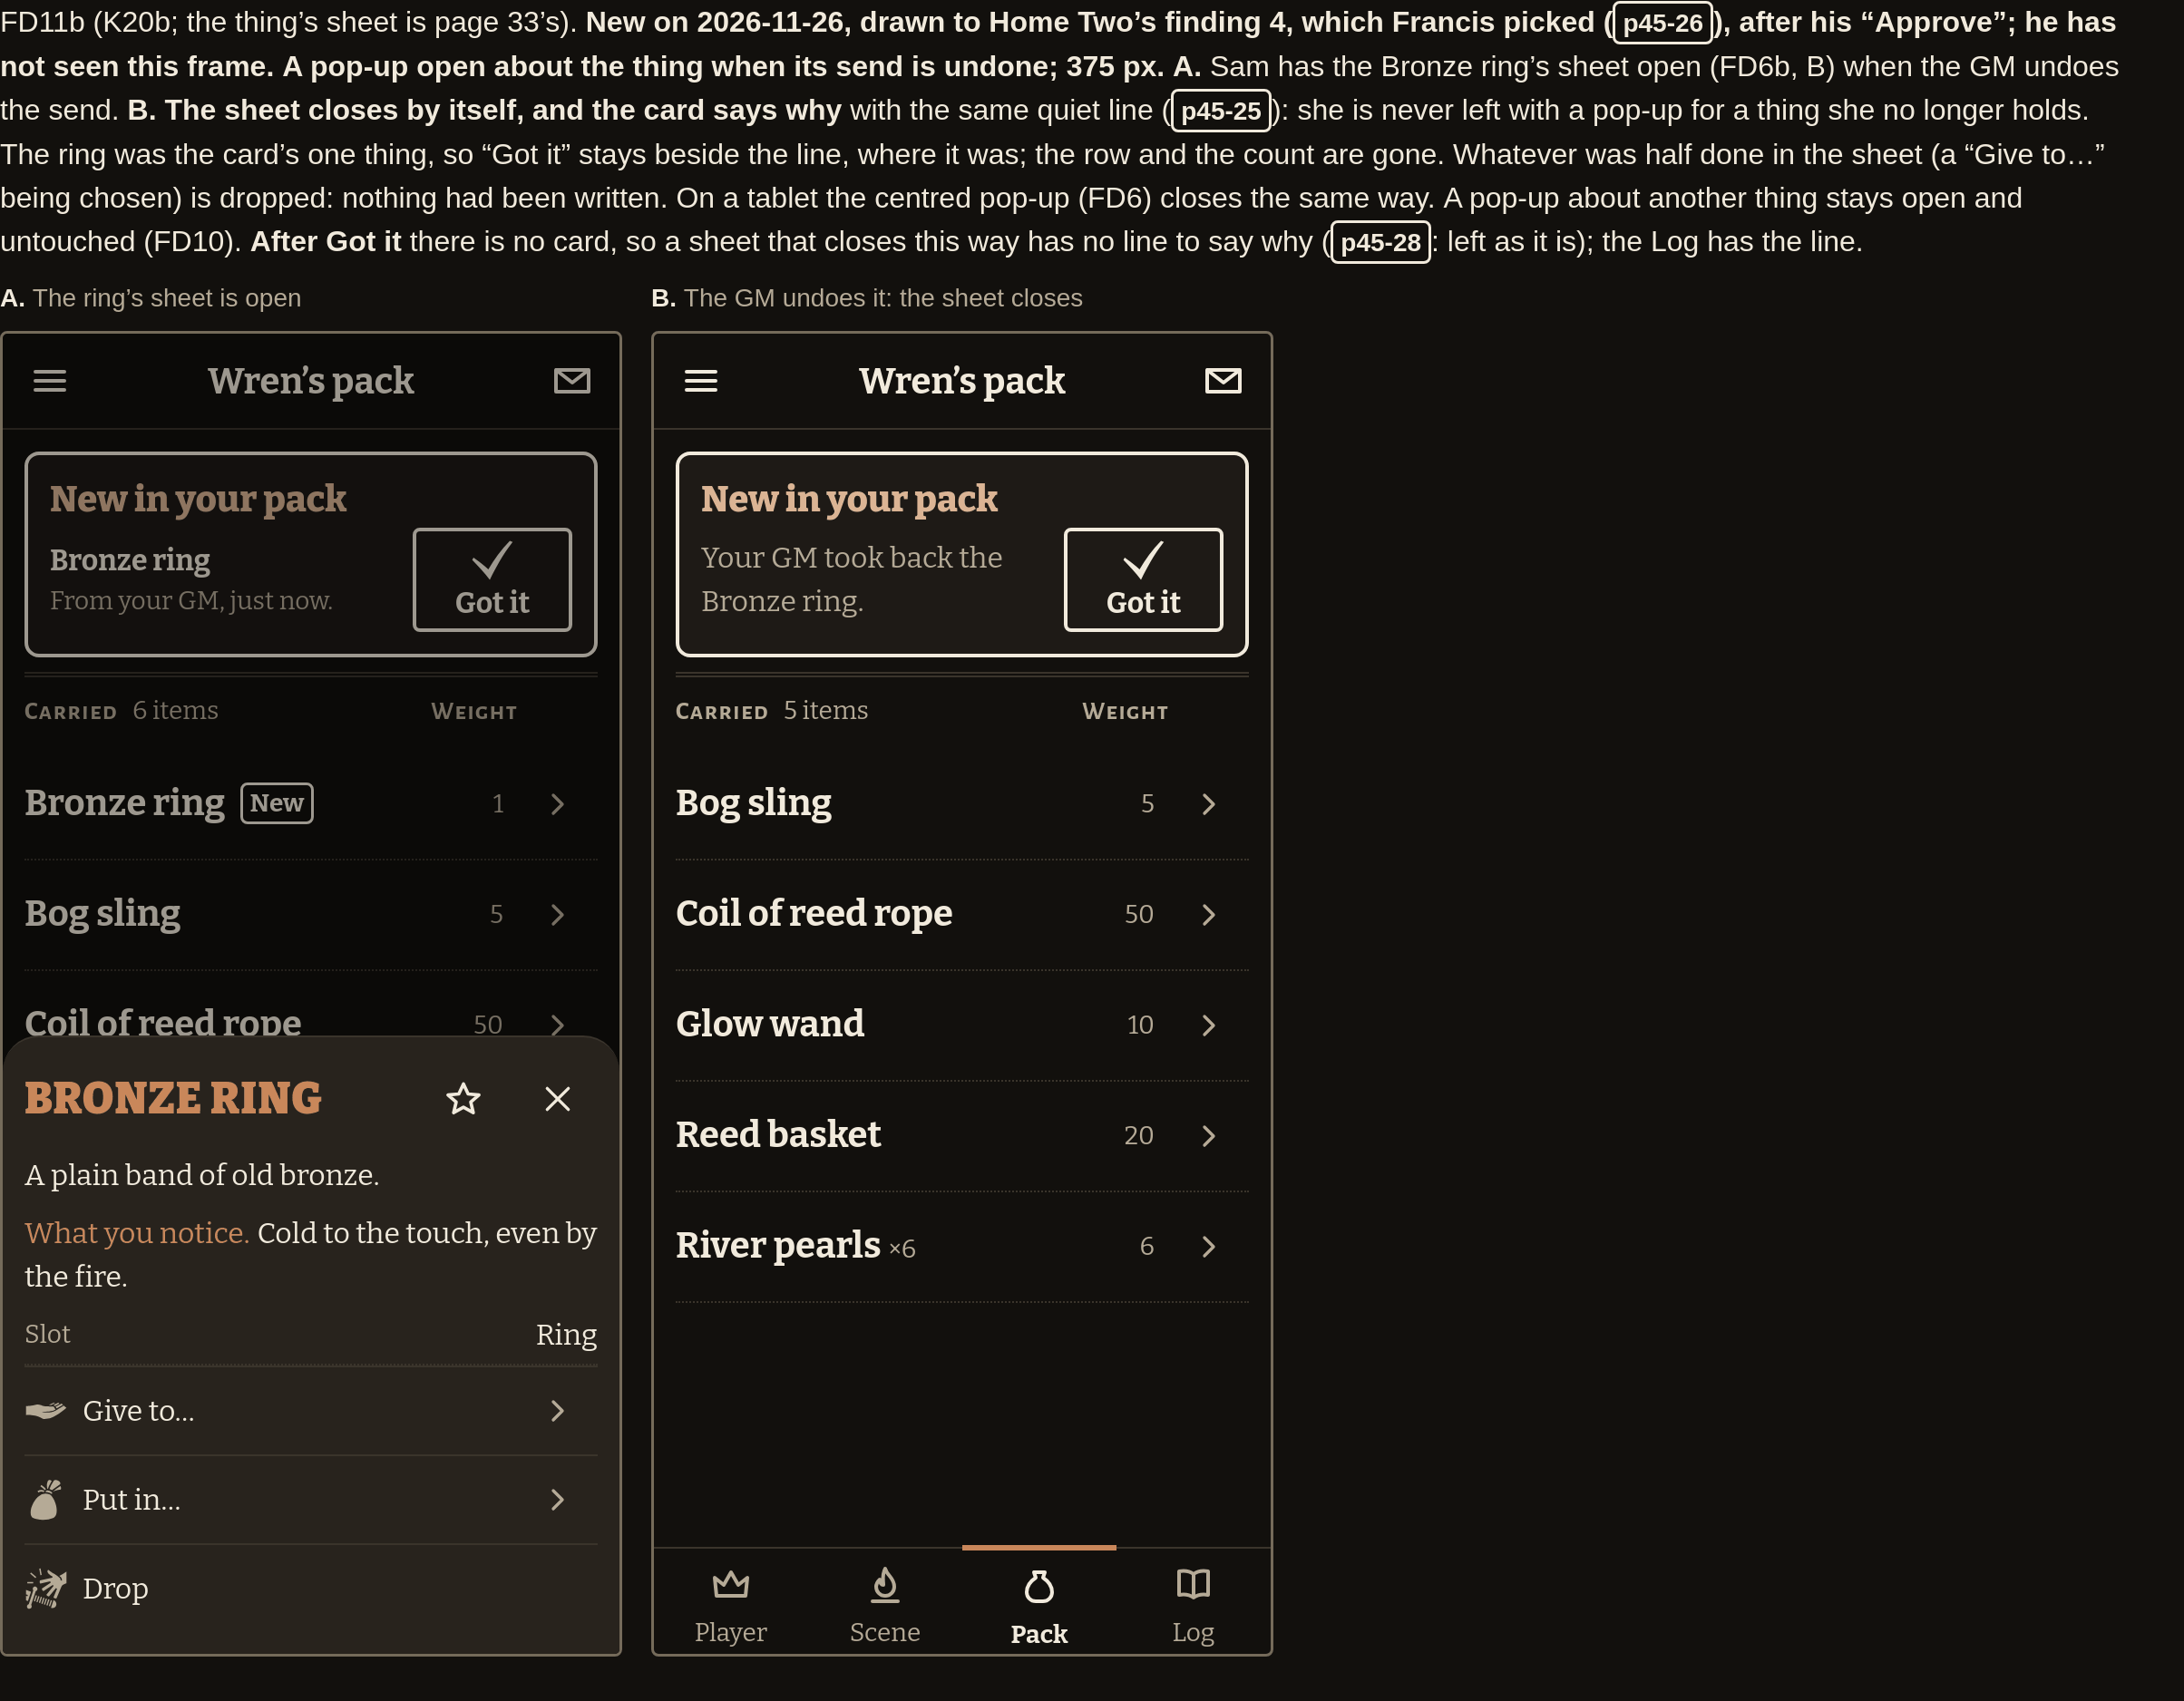 FD11b (K20b; the thing’s sheet is page 33’s). New on 2026-11-26, drawn to Home Two’s finding 4, which Francis picked (p45-26), after his “Approve”; he has
not seen this frame. A pop-up open about the thing when its send is undone; 375 px. A. Sam has the Bronze ring’s sheet open (FD6b, B) when the GM undoes
the send. B. The sheet closes by itself, and the card says why with the same quiet line (p45-25): she is never left with a pop-up for a thing she no longer holds.
The ring was the card’s one thing, so “Got it” stays beside the line, where it was; the row and the count are gone. Whatever was half done in the sheet (a “Give to…”
being chosen) is dropped: nothing had been written. On a tablet the centred pop-up (FD6) closes the same way. A pop-up about another thing stays open and
untouched (FD10). After Got it there is no card, so a sheet that closes this way has no line to say why (p45-28: left as it is); the Log has the line.
A. The ring’s sheet is open
Wren’s pack
New in your pack
Bronze ring
From your GM, just now.
Got it
CARRIED 6 items WEIGHT
Bronze ring New 1
Bog sling 5
Coil of reed rope 50
BRONZE RING
A plain band of old bronze.
What you notice. Cold to the touch, even by
the fire.
Slot Ring
Give to…
Put in…
Drop
B. The GM undoes it: the sheet closes
Wren’s pack
New in your pack
Your GM took back the
Bronze ring.
Got it
CARRIED 5 items WEIGHT
Bog sling 5
Coil of reed rope 50
Glow wand 10
Reed basket 20
River pearls ×6 6
Player Scene Pack Log